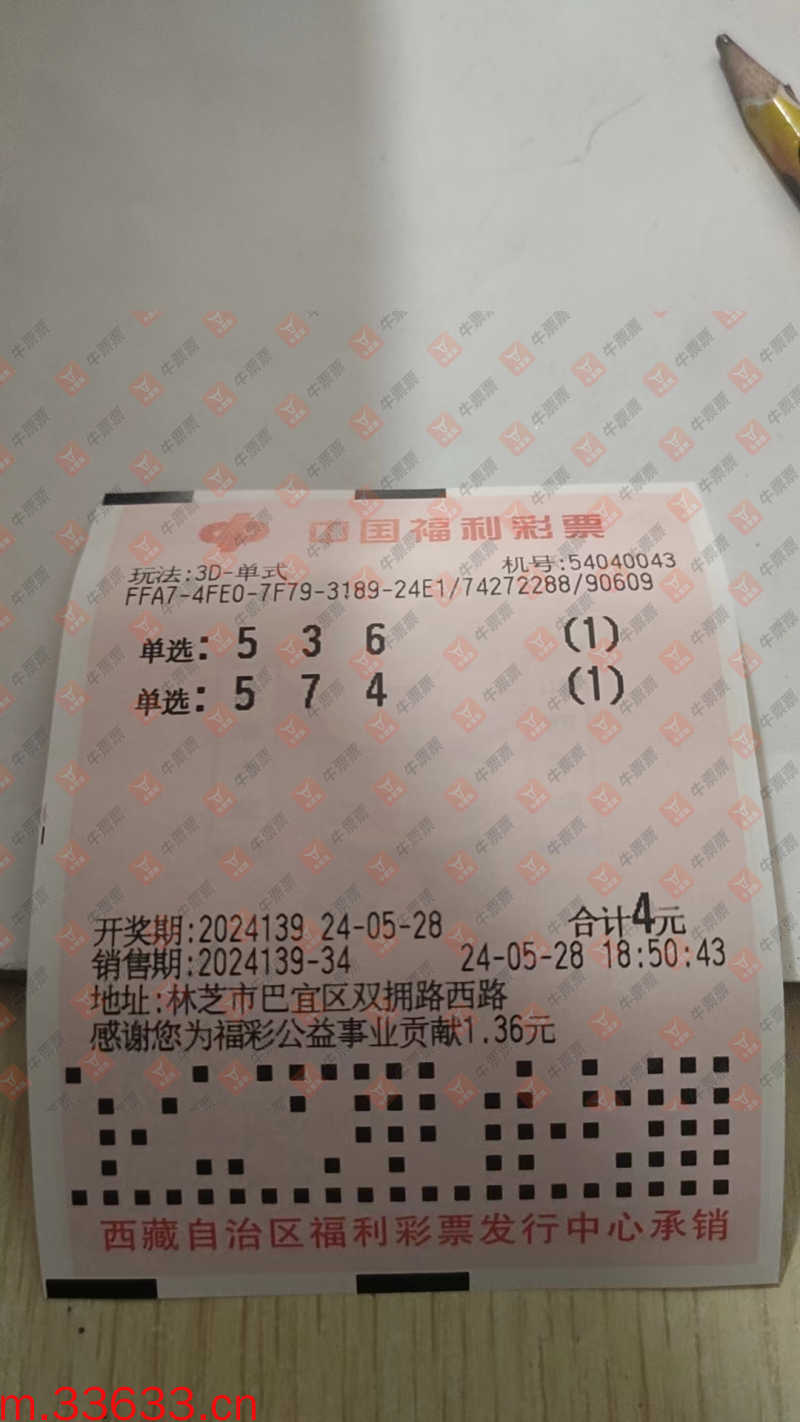 中国福利彩票
玩法:3D-单式 机号:54040043
FFA7-4FE0-7F79-3189-24E1/74272288/90609
单选: 5 3 6 (1)
单选: 5 7 4 (1)
开奖期:2024139 24-05-28 合计4元
销售期:2024139-34 24-05-28 18:50:43
地址:林芝市巴宜区双拥路西路
感谢您为福彩公益事业贡献1.36元
西藏自治区福利彩票发行中心承销
m.33633.cn
牛票票